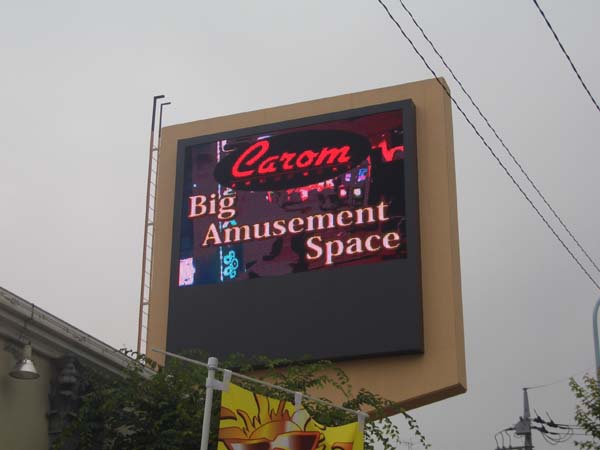 Carom
Big
Amusement
Space